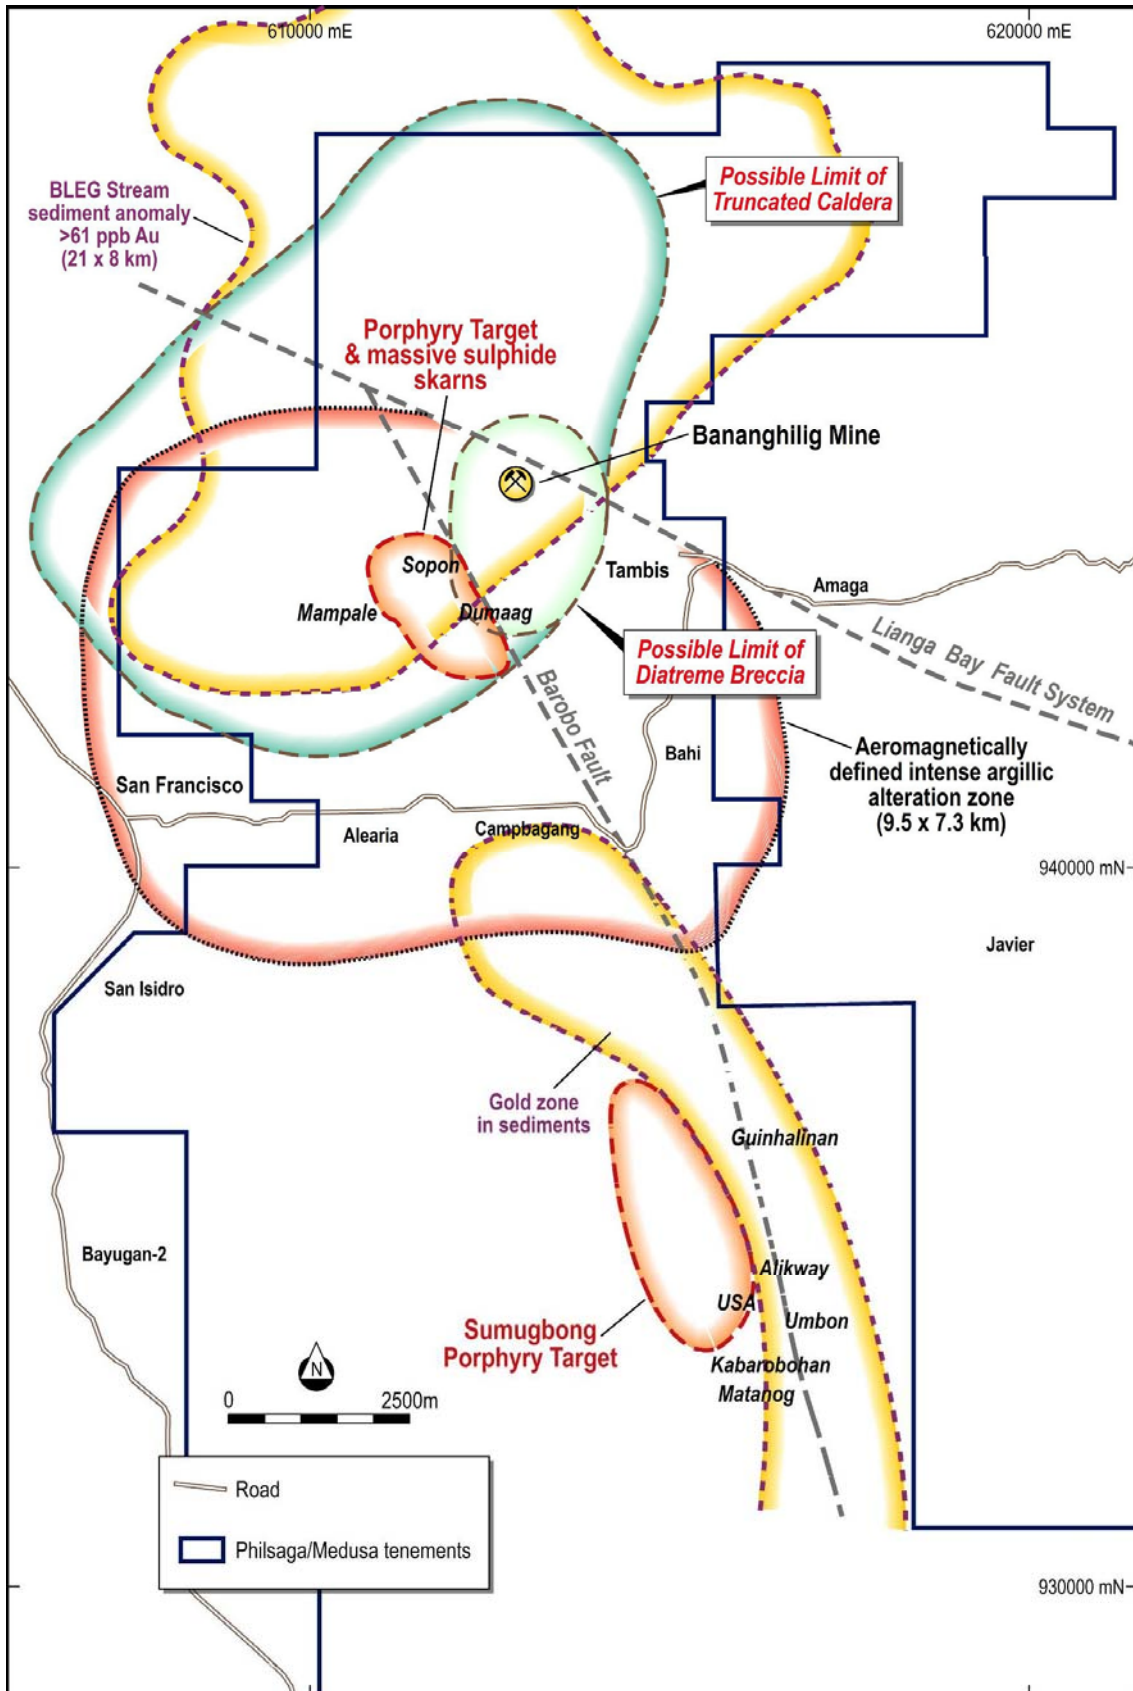 610000 mE
620000 mE
BLEG Stream
sediment anomaly
>61 ppb Au
(21 x 8 km)
Possible Limit of
Truncated Caldera
Porphyry Target
& massive sulphide
skarns
Bananghilig Mine
Sopoh
Mampale
Dumaag
Tambis
Amaga
Possible Limit of
Diatreme Breccia
Lianga Bay Fault System
Barobo Fault
Bahi
Aeromagnetically
defined intense argillic
alteration zone
(9.5 x 7.3 km)
San Francisco
Alearia
Campbagang
940000 mN
Javier
San Isidro
Gold zone
in sediments
Guinhalinan
Bayugan-2
Alikway
USA
Umbon
Sumugbong
Porphyry Target
Kabarobohan
Matanog
N
0 2500m
Road
Philsaga/Medusa tenements
930000 mN